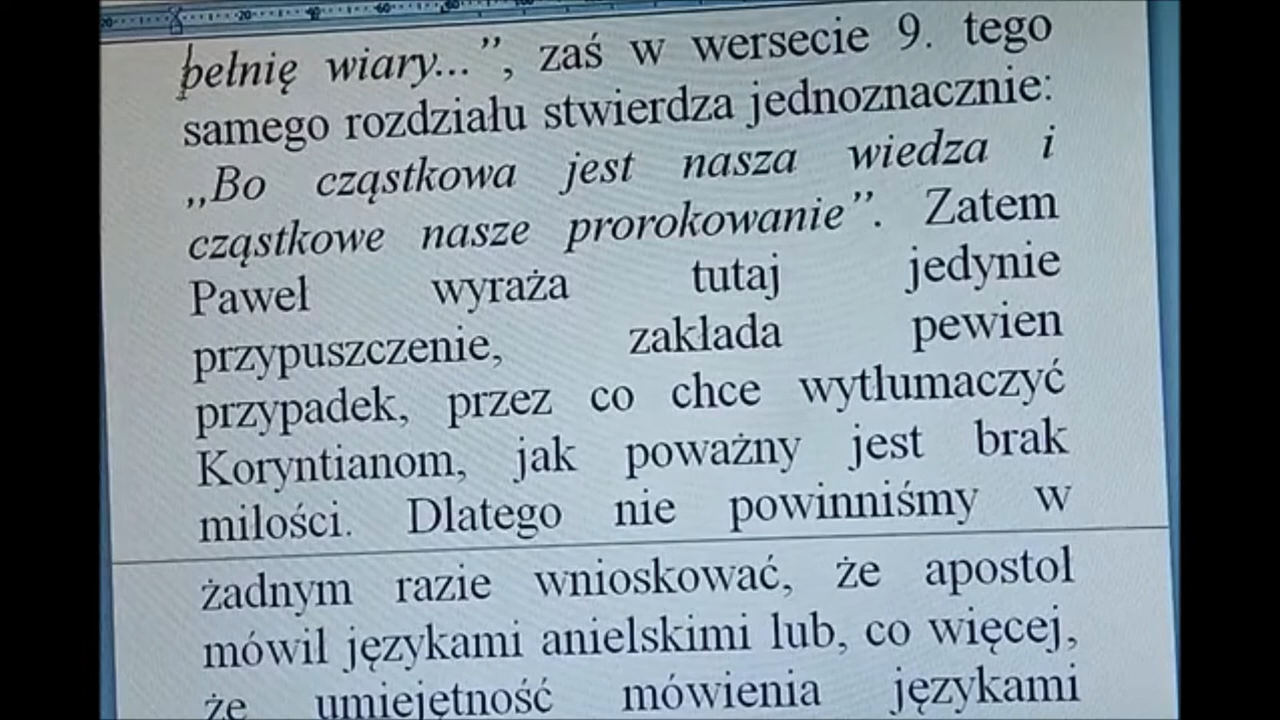 pełnię wiary...”, zaś w wersecie 9. tego
samego rozdziału stwierdza jednoznacznie:
„Bo cząstkowa jest nasza wiedza i
cząstkowe nasze prorokowanie”. Zatem
Paweł wyraża tutaj jedynie
przypuszczenie, zakłada pewien
przypadek, przez co chce wytłumaczyć
Koryntianom, jak poważny jest brak
miłości. Dlatego nie powinniśmy w
żadnym razie wnioskować, że apostoł
mówił językami anielskimi lub, co więcej,
że umiejętność mówienia językami